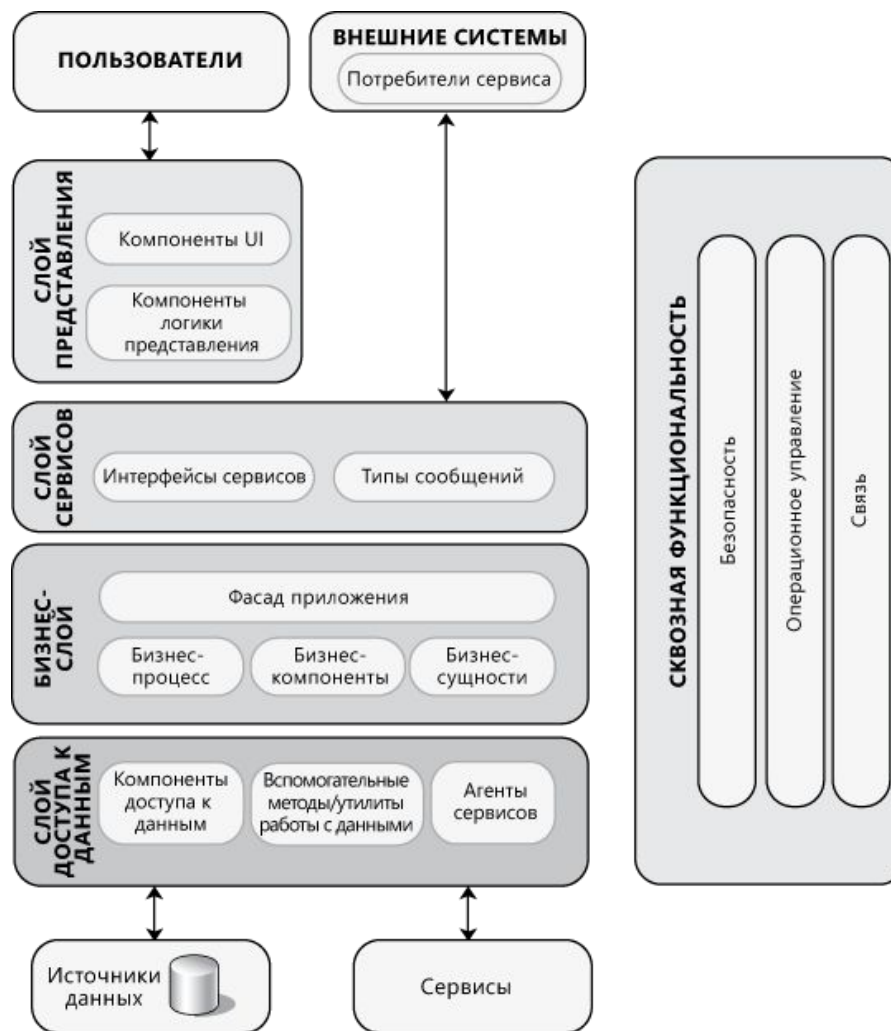 ПОЛЬЗОВАТЕЛИ
ВНЕШНИЕ СИСТЕМЫ
Потребители сервиса
СЛОЙ
ПРЕДСТАВЛЕНИЯ
Компоненты UI
Компоненты
логики
представления
СЛОЙ
СЕРВИСОВ
Интерфейсы сервисов
Типы сообщений
БИЗНЕС-
СЛОЙ
Фасад приложения
Бизнес-
процесс
Бизнес-
компоненты
Бизнес-
сущности
СЛОЙ
ДОСТУПА К
ДАННЫМ
Компоненты
доступа к
данным
Вспомогательные
методы/утилиты
работы с данными
Агенты
сервисов
Источники
данных
Сервисы
СКВОЗНАЯ ФУНКЦИОНАЛЬНОСТЬ
Безопасность
Операционное управление
Связь